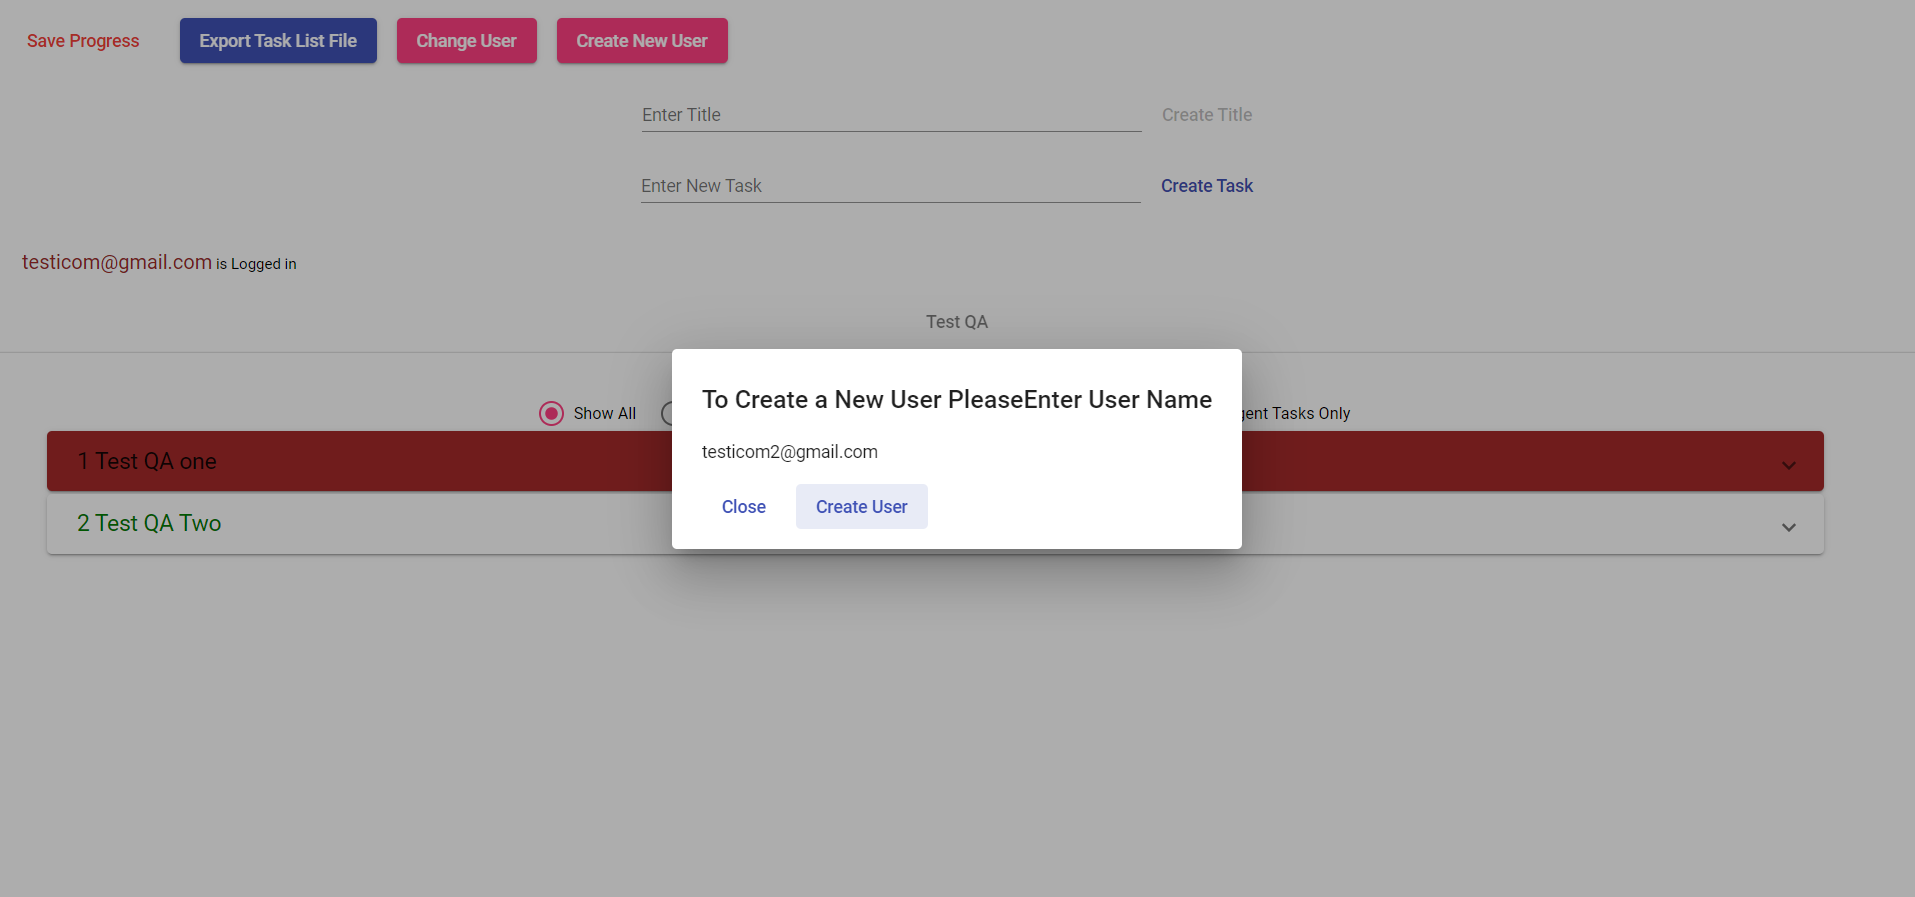 Save Progress
Export Task List File
Change User
Create New User
Enter Title
Create Title
Enter New Task
Create Task
testicom@gmail.com is Logged in
Test QA
To Create a New User PleaseEnter User Name
Show All
Tasks Only
testicom2@gmail.com
1 Test QA one
Close
Create User
2 Test QA Two